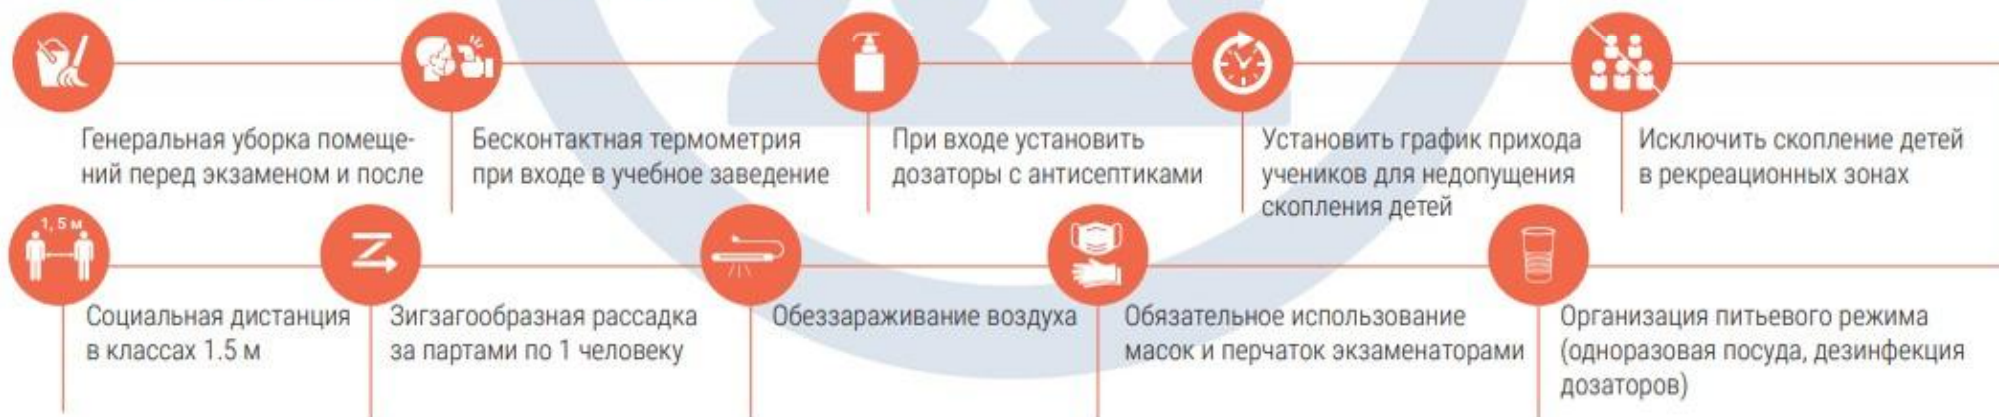 Генеральная уборка помеще-
ний перед экзаменом и после
Бесконтактная термометрия
при входе в учебное заведение
При входе установить
дозаторы с антисептиками
Установить график прихода
учеников для недопущения
скопления детей
Исключить скопление детей
в рекреационных зонах
1,5 м
Социальная дистанция
в классах 1.5 м
Зигзагообразная рассадка
за партами по 1 человеку
Обеззараживание воздуха
Обязательное использование
масок и перчаток экзаменаторами
Организация питьевого режима
(одноразовая посуда, дезинфекция
дозаторов)